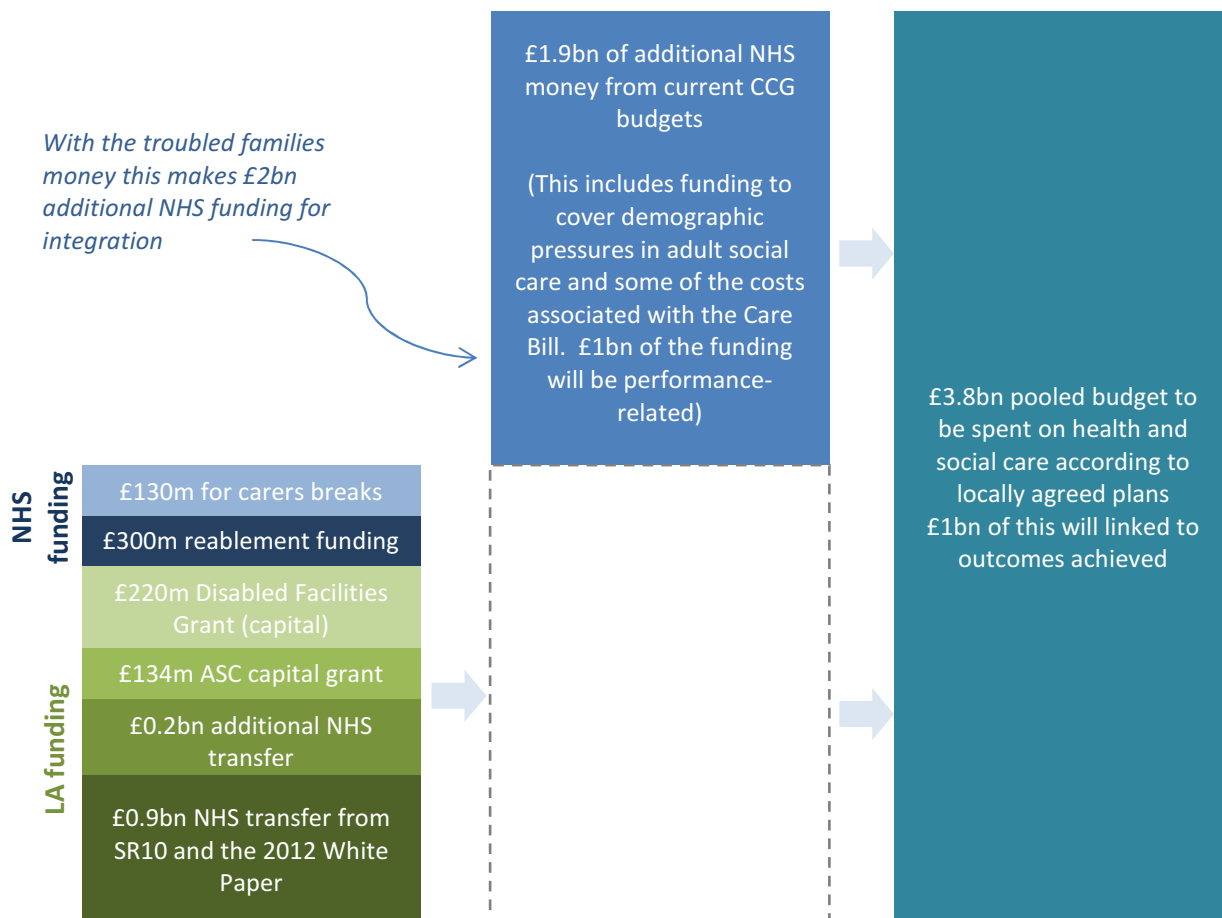 With the troubled families
money this makes £2bn
additional NHS funding for
integration
£1.9bn of additional NHS
money from current CCG
budgets
(This includes funding to
cover demographic
pressures in adult social
care and some of the costs
associated with the Care
Bill.  £1bn of the funding
will be performance-
related)
£3.8bn pooled budget to
be spent on health and
social care according to
locally agreed plans
£1bn of this will linked to
outcomes achieved
NHS
funding
£130m for carers breaks
£300m reablement funding
LA funding
£220m Disabled Facilities
Grant (capital)
£134m ASC capital grant
£0.2bn additional NHS
transfer
£0.9bn NHS transfer from
SR10 and the 2012 White
Paper